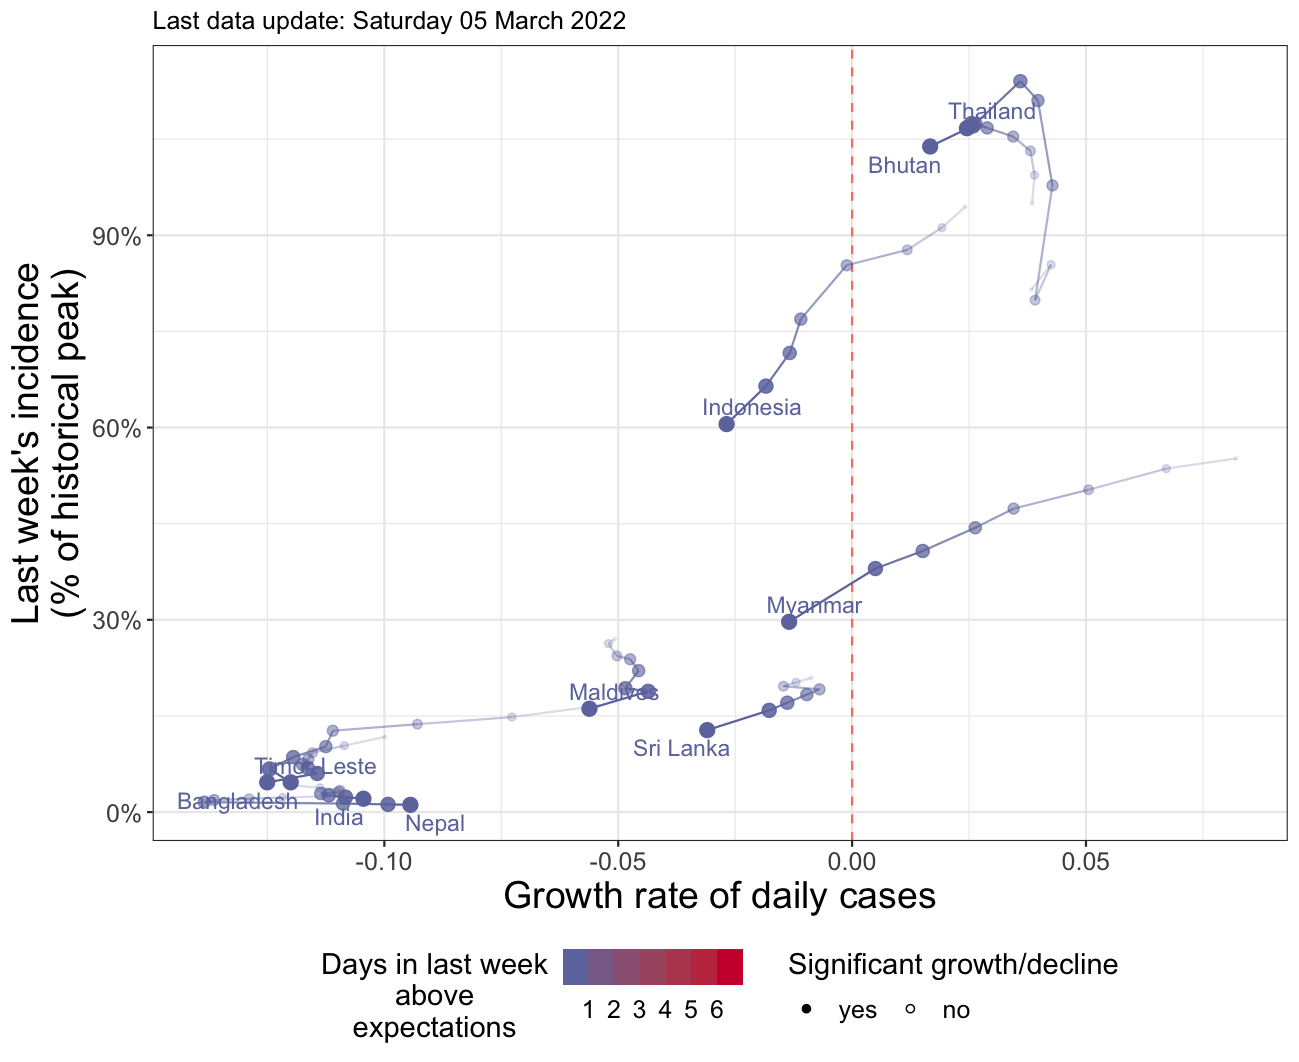 Last data update: Saturday 05 March 2022
Last week's incidence
(% of historical peak)
90%
60%
30%
0%
Thailand
Bhutan
Indonesia
Myanmar
Maldives
Sri Lanka
Timor Leste
Bangladesh
India
Nepal
-0.10
-0.05
0.00
0.05
Growth rate of daily cases
Days in last week
above
expectations
1 2 3 4 5 6
Significant growth/decline
yes
no